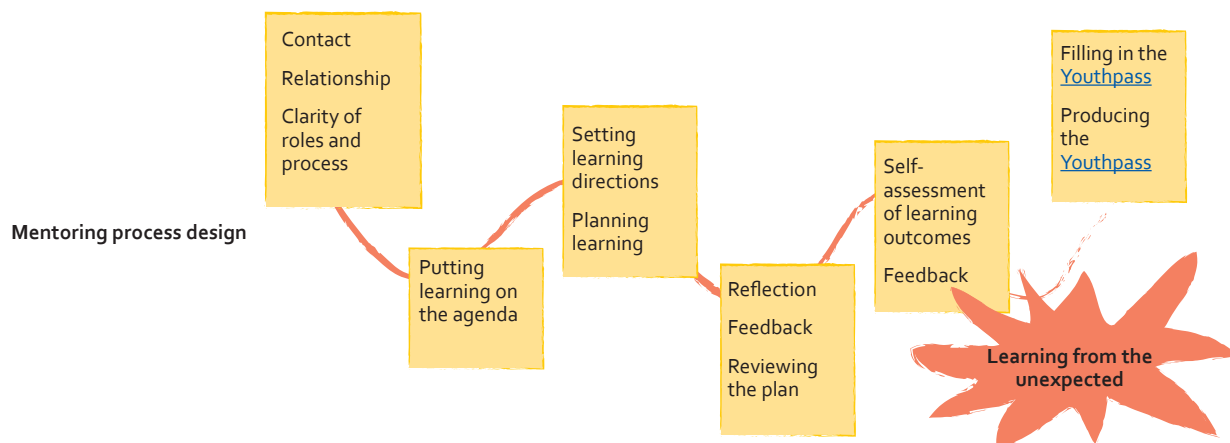 Mentoring process design
Contact
Relationship
Clarity of
roles and
process
Putting
learning on
the agenda
Setting
learning
directions
Planning
learning
Reflection
Feedback
Reviewing
the plan
Self-
assessment
of learning
outcomes
Feedback
Filling in the
Youthpass
Producing
the
Youthpass
Learning from the
unexpected